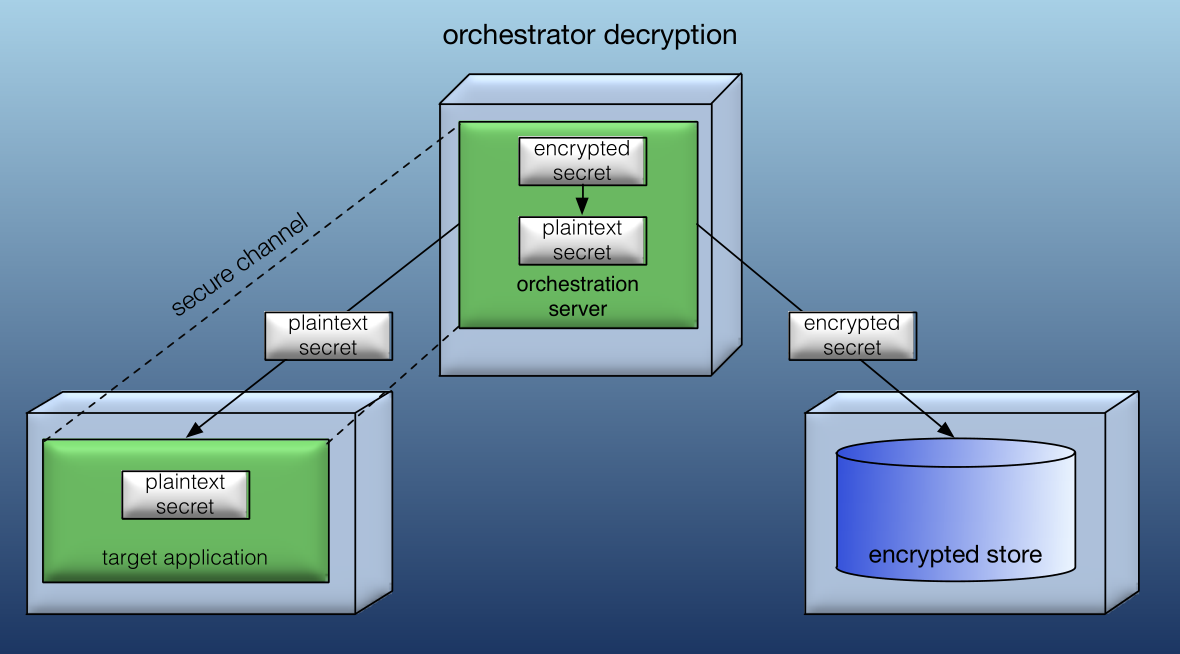 orchestrator decryption
encrypted
secret
plaintext
secret
orchestration
server
secure channel
plaintext
secret
encrypted
secret
plaintext
secret
target application
encrypted store